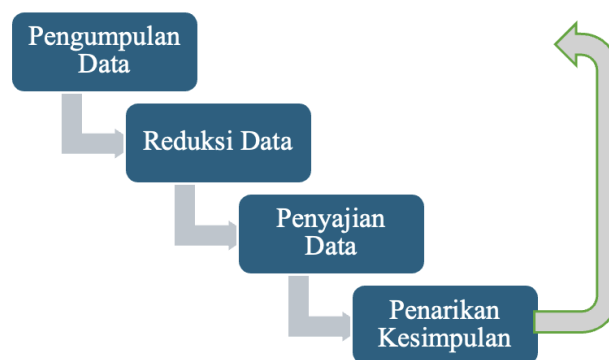 Pengumpulan
Data
Reduksi Data
Penyajian
Data
Penarikan
Kesimpulan